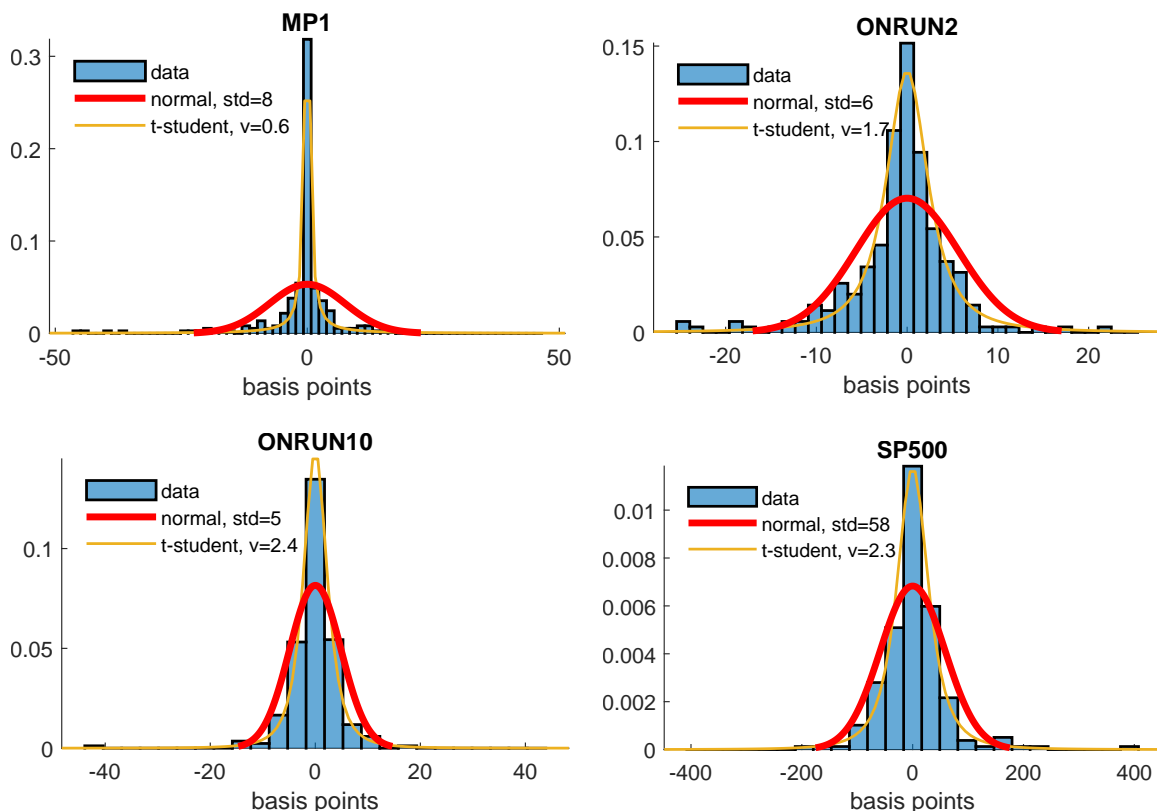 MP1
0.3
0.2
0.1
0
data
normal, std=8
t-student, v=0.6
-50
0
50
basis points
ONRUN2
0.15
0.1
0.05
0
data
normal, std=6
t-student, v=1.7
-20
-10
0
10
20
basis points
ONRUN10
0.1
0.05
0
data
normal, std=5
t-student, v=2.4
-40
-20
0
20
40
basis points
SP500
0.01
0.008
0.006
0.004
0.002
0
data
normal, std=58
t-student, v=2.3
-400
-200
0
200
400
basis points